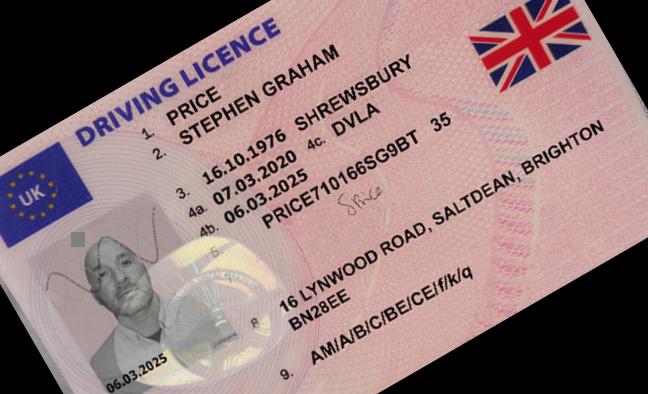 DRIVING LICENCE
UK
1. PRICE
2. STEPHEN GRAHAM
3. 16.10.1976 SHREWSBURY
4a. 07.03.2020 4c. DVLA
4b. 06.03.2025
5. PRICE710166SG9BT 35
SPrice
8. 16 LYNWOOD ROAD, SALTDEAN, BRIGHTON
BN28EE
9. AM/A/B/C/BE/CE/f/k/q
06.03.2025